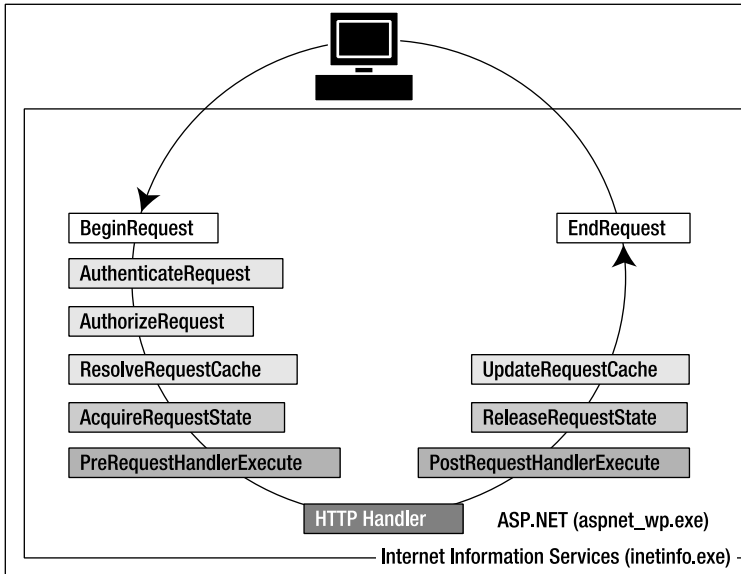 BeginRequest
EndRequest
AuthenticateRequest
AuthorizeRequest
ResolveRequestCache
UpdateRequestCache
AcquireRequestState
ReleaseRequestState
PreRequestHandlerExecute
PostRequestHandlerExecute
HTTP Handler
ASP.NET (aspnet_wp.exe)
Internet Information Services (inetinfo.exe)